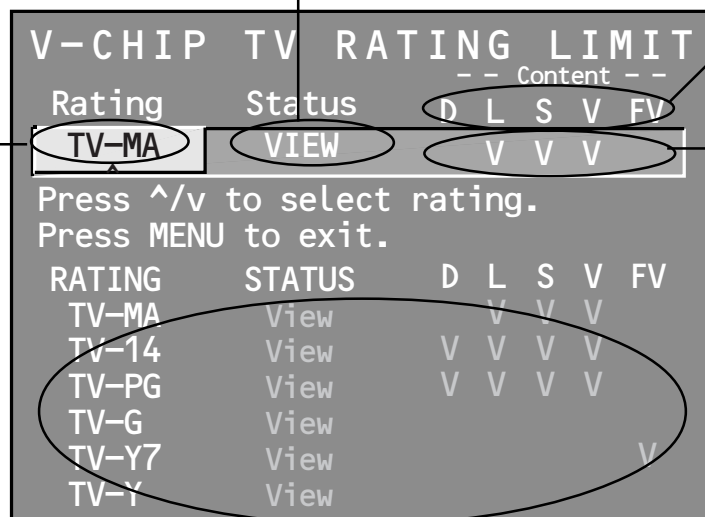 V-CHIP TV RATING LIMIT
-- Content --
Rating Status D L S V FV
TV-MA VIEW V V V
^
Press ^/v to select rating.
Press MENU to exit.
RATING STATUS D L S V FV
TV-MA View V V V
TV-14 View V V V V
TV-PG View V V V V
TV-G View
TV-Y7 View V
TV-Y View